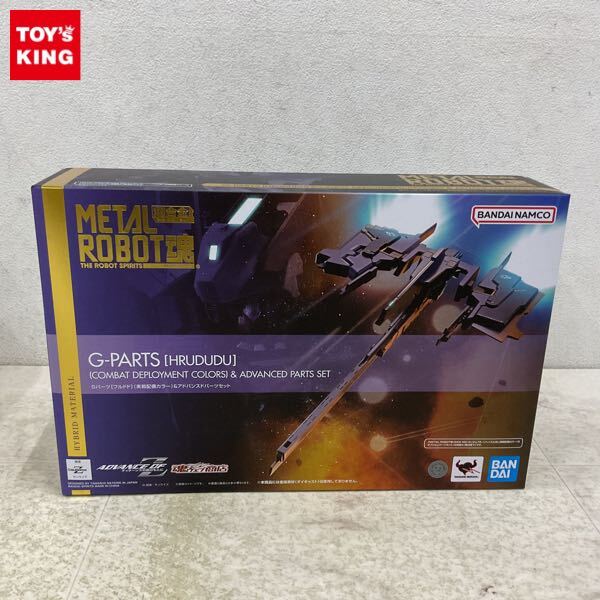 TOY's
KING
METAL
ROBOT魂
THE ROBOT SPIRITS
BANDAI NAMCO
G-PARTS [HRUDUDU]
(COMBAT DEPLOYMENT COLORS) & ADVANCED PARTS SET
Gパーツ[フルドド](実戦配備カラー)&アドバンスドパーツセット
HYBRID MATERIAL
ADVANCE OF Z
魂ウェブ商店
BAN
DAI